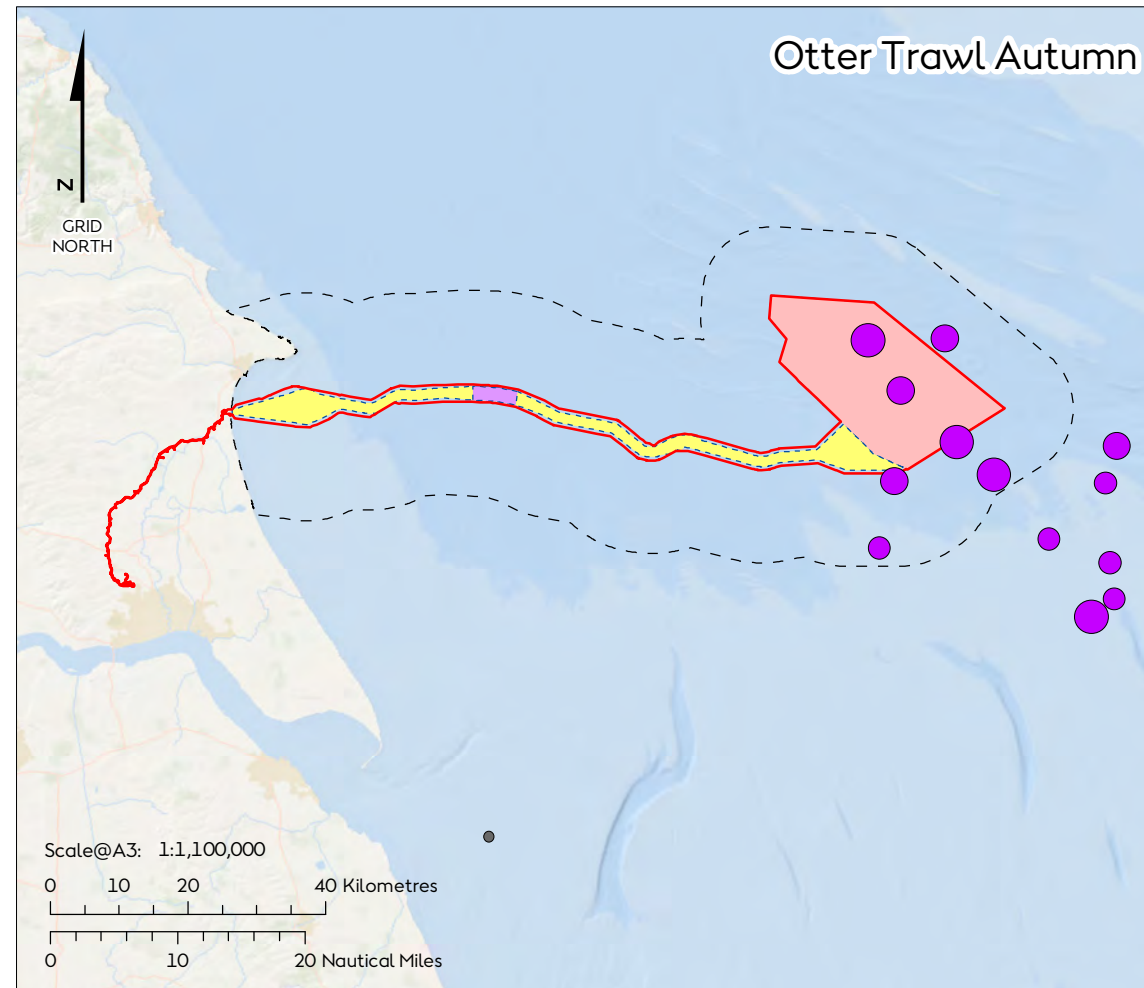 Otter Trawl Autumn
N
GRID
NORTH
Scale@A3: 1:1,100,000
0 10 20 40 Kilometres
0 10 20 Nautical Miles